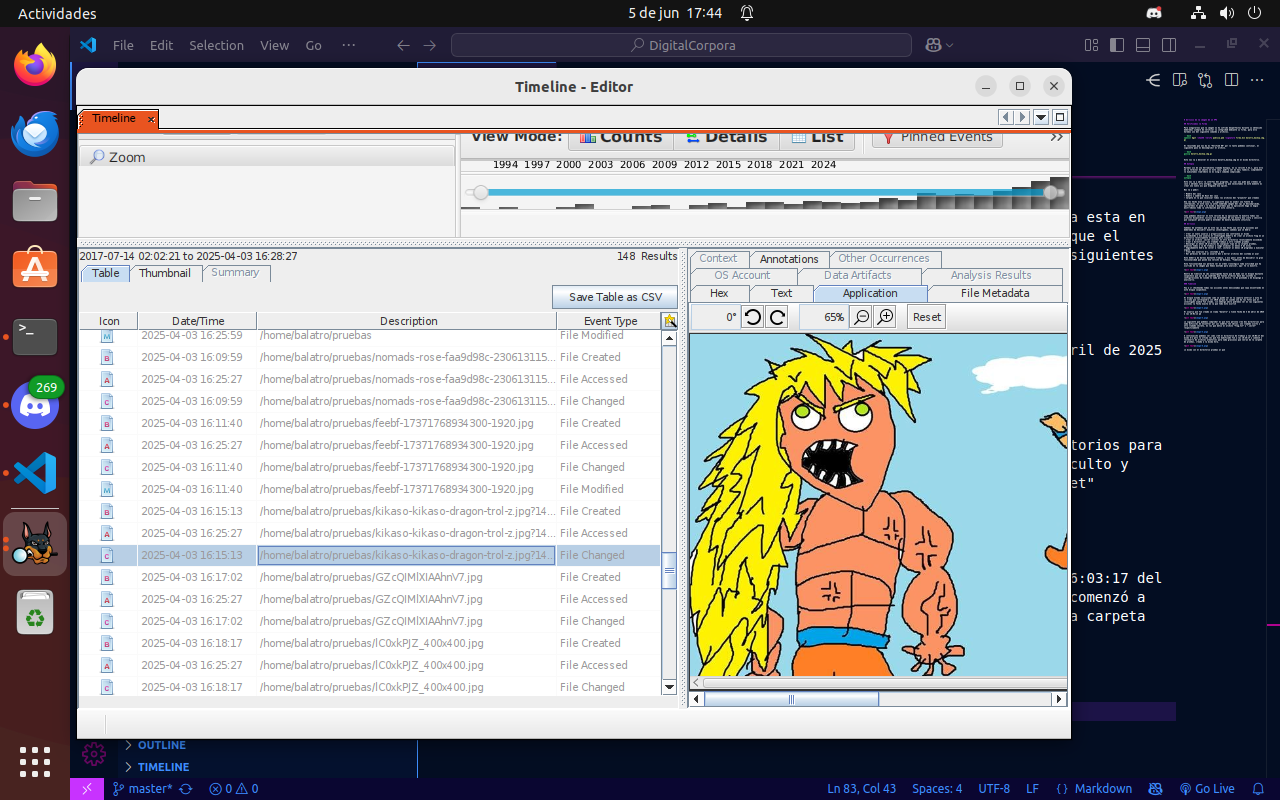 Actividades
5 de jun 17:44
File Edit Selection View Go ···
DigitalCorpora
Timeline - Editor
Timeline
Zoom
View Mode: Counts Details List Pinned Events
1994 1997 2000 2003 2006 2009 2012 2015 2018 2021 2024
2017-07-14 02:02:21 to 2025-04-03 16:28:27
148 Results
Table Thumbnail Summary
Save Table as CSV
Icon Date/Time Description Event Type
M 2025-04-03 16:25:59 /home/balatro/pruebas File Modified
B 2025-04-03 16:09:59 /home/balatro/pruebas/nomads-rose-faa9d98c-230613115... File Created
A 2025-04-03 16:25:27 /home/balatro/pruebas/nomads-rose-faa9d98c-230613115... File Accessed
C 2025-04-03 16:09:59 /home/balatro/pruebas/nomads-rose-faa9d98c-230613115... File Changed
B 2025-04-03 16:11:40 /home/balatro/pruebas/feebf-17371768934300-1920.jpg File Created
A 2025-04-03 16:25:27 /home/balatro/pruebas/feebf-17371768934300-1920.jpg File Accessed
C 2025-04-03 16:11:40 /home/balatro/pruebas/feebf-17371768934300-1920.jpg File Changed
M 2025-04-03 16:11:40 /home/balatro/pruebas/feebf-17371768934300-1920.jpg File Modified
B 2025-04-03 16:15:13 /home/balatro/pruebas/kikaso-kikaso-dragon-trol-z.jpg?14... File Created
A 2025-04-03 16:25:27 /home/balatro/pruebas/kikaso-kikaso-dragon-trol-z.jpg?14... File Accessed
C 2025-04-03 16:15:13 /home/balatro/pruebas/kikaso-kikaso-dragon-trol-z.jpg?14... File Changed
B 2025-04-03 16:17:02 /home/balatro/pruebas/GZcQIMlXIAAhnV7.jpg File Created
A 2025-04-03 16:25:27 /home/balatro/pruebas/GZcQIMlXIAAhnV7.jpg File Accessed
C 2025-04-03 16:17:02 /home/balatro/pruebas/GZcQIMlXIAAhnV7.jpg File Changed
B 2025-04-03 16:18:17 /home/balatro/pruebas/lC0xkPJZ_400x400.jpg File Created
A 2025-04-03 16:25:27 /home/balatro/pruebas/lC0xkPJZ_400x400.jpg File Accessed
C 2025-04-03 16:18:17 /home/balatro/pruebas/lC0xkPJZ_400x400.jpg File Changed
Context Annotations Other Occurrences
OS Account Data Artifacts Analysis Results
Hex Text Application File Metadata
0° 65% Reset
a esta en
que el
siguientes
ril de 2025
torios para
culto y
et"
6:03:17 del
comenzó a
a carpeta
269
OUTLINE
TIMELINE
master* 0 0
Ln 83, Col 43 Spaces: 4 UTF-8 LF {} Markdown Go Live